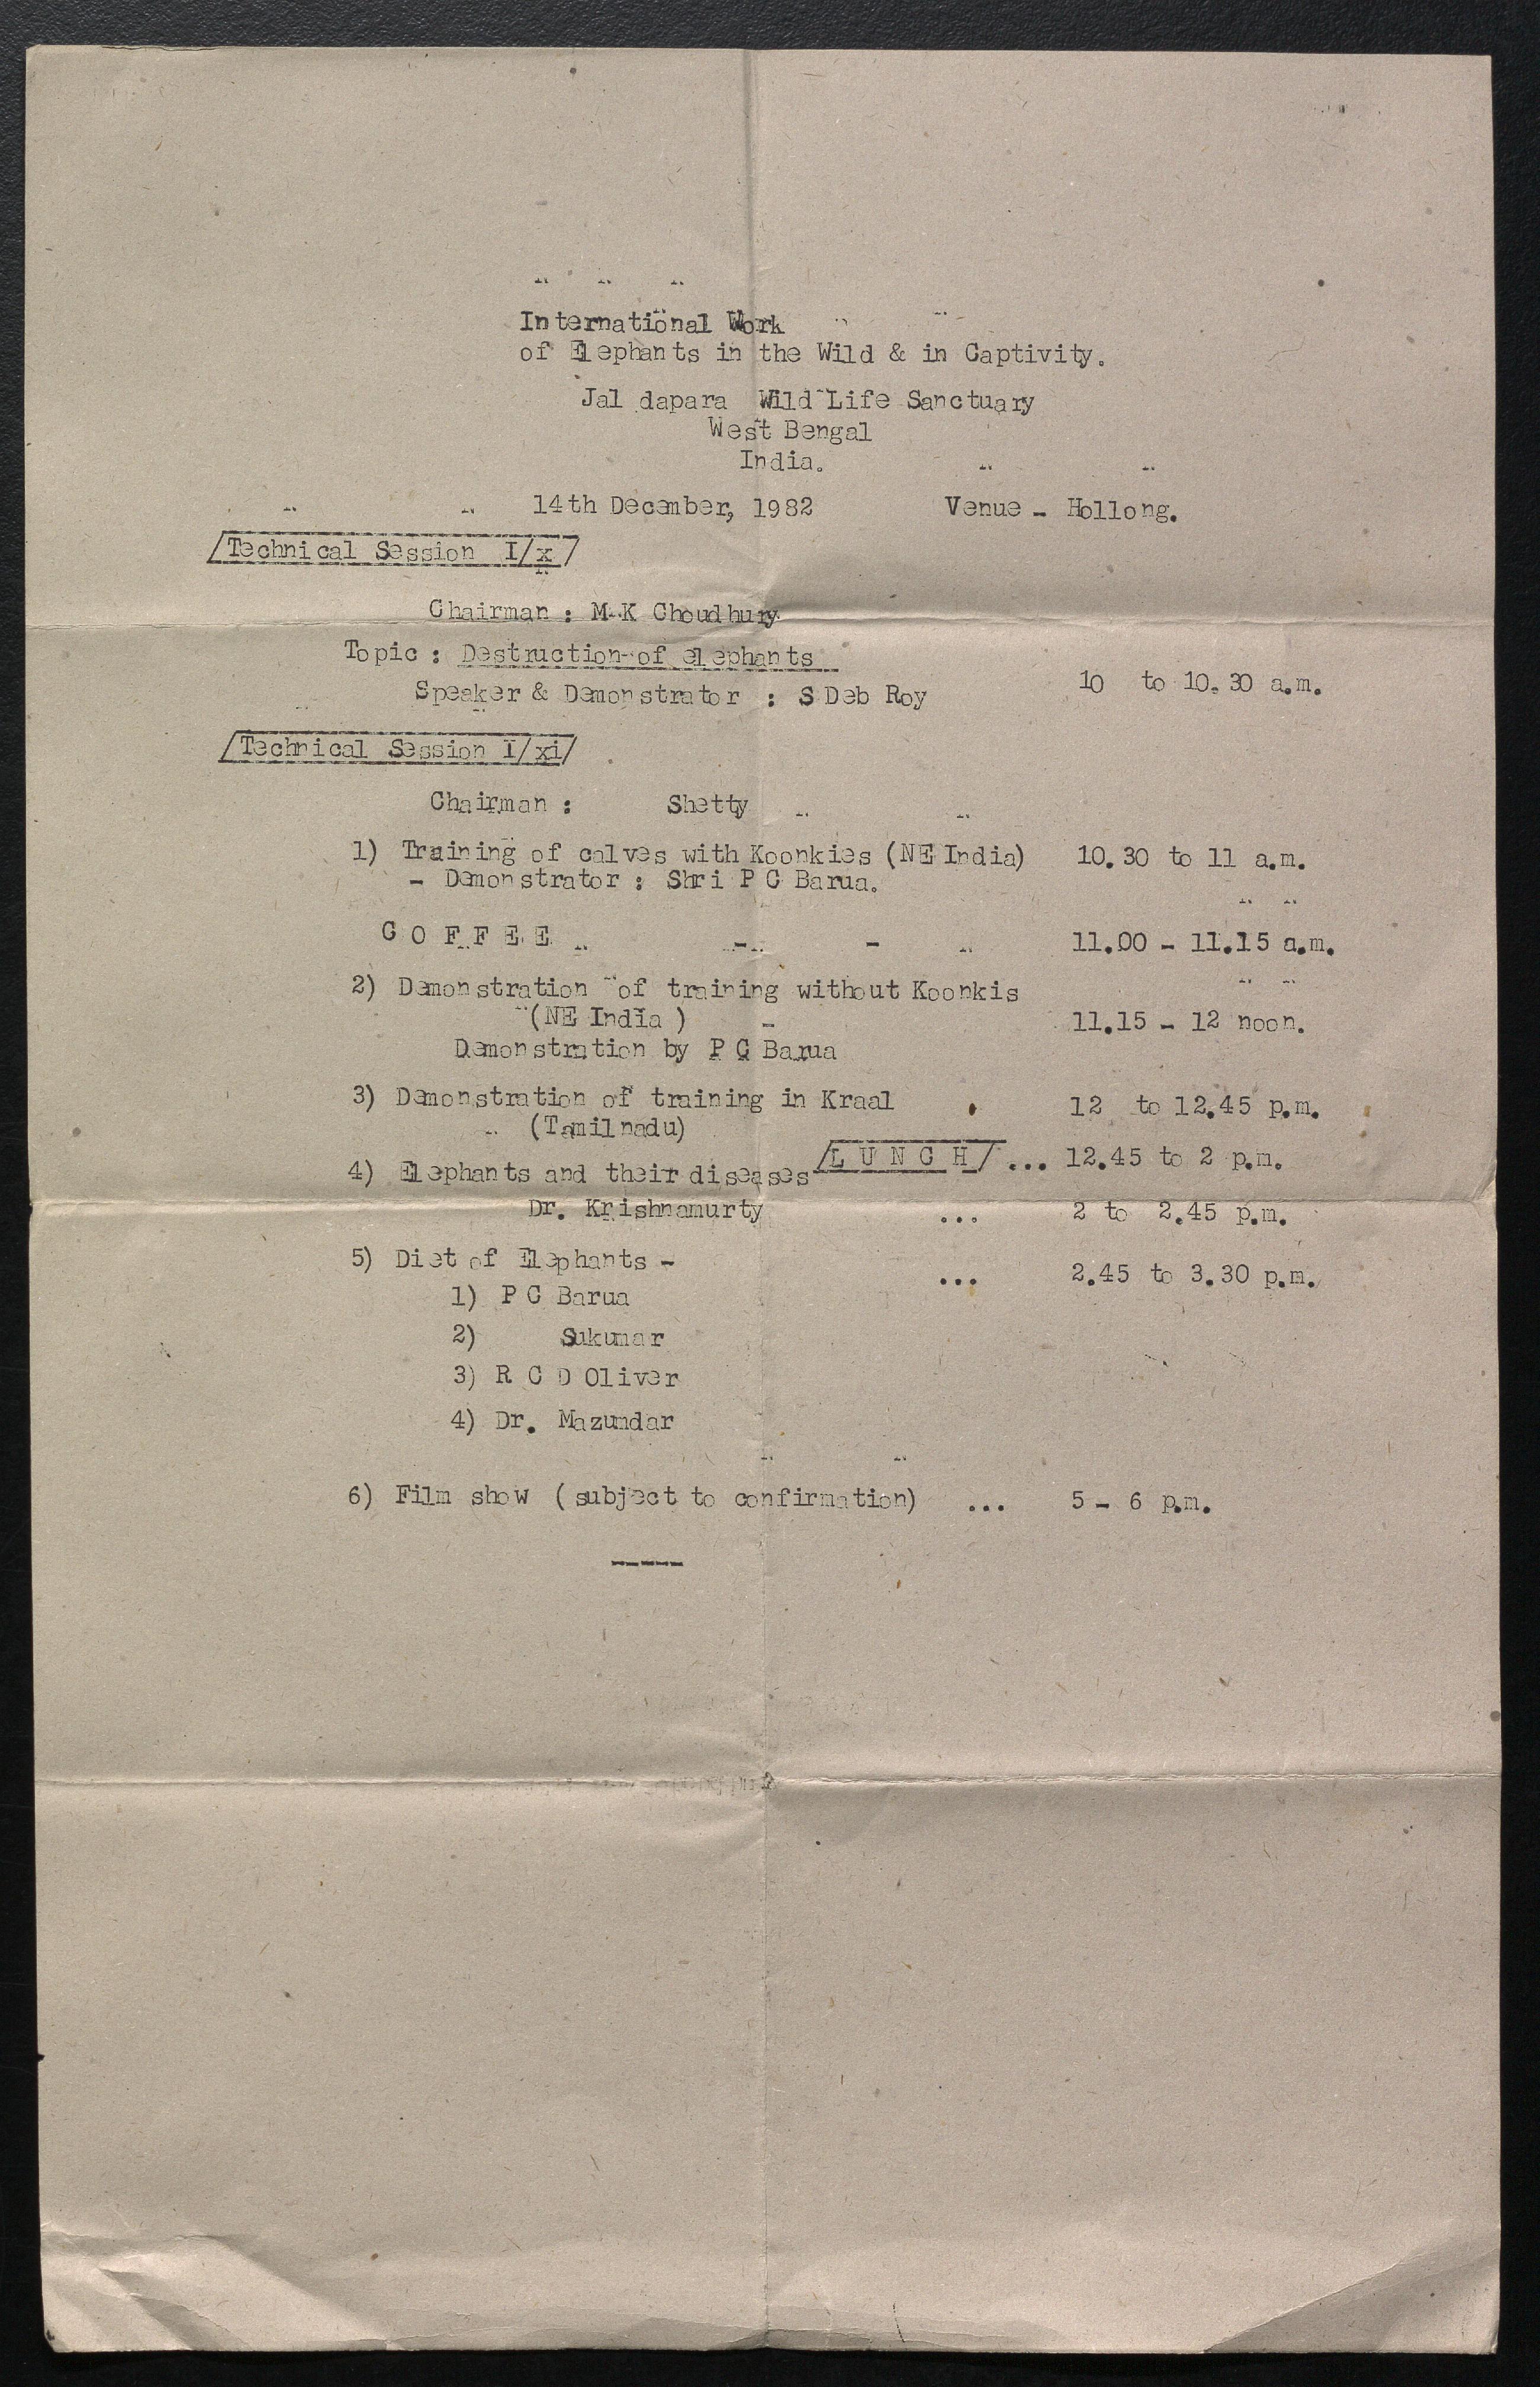 International Work
of Elephants in the Wild & in Captivity.
Jal dapara Wild Life Sanctuary
West Bengal
India.
14th December, 1982 Venue - Hollong.
/Technical Session I/x/
Chairman : M K Choudhury
Topic : Destruction of elephants
Speaker & Demonstrator : S Deb Roy 10 to 10.30 a.m.
/Technical Session I/xi/
Chairman : Shetty
1) Training of calves with Koonkies (NE India) 10.30 to 11 a.m.
- Demonstrator : Shri P C Barua.
C O F F E E - - 11.00 - 11.15 a.m.
2) Demonstration of training without Koonkis
(NE India ) - 11.15 - 12 noon.
Demonstration by P C Barua
3) Demonstration of training in Kraal 12 to 12.45 p.m.
(Tamilnadu)
/L U N C H/ ... 12.45 to 2 p.m.
4) Elephants and their diseases
Dr. Krishnamurty ... 2 to 2.45 p.m.
5) Diet of Elephants - ... 2.45 to 3.30 p.m.
1) P C Barua
2) Sukumar
3) R C D Oliver
4) Dr. Mazumdar
6) Film show (subject to confirmation) ... 5 - 6 p.m.
----